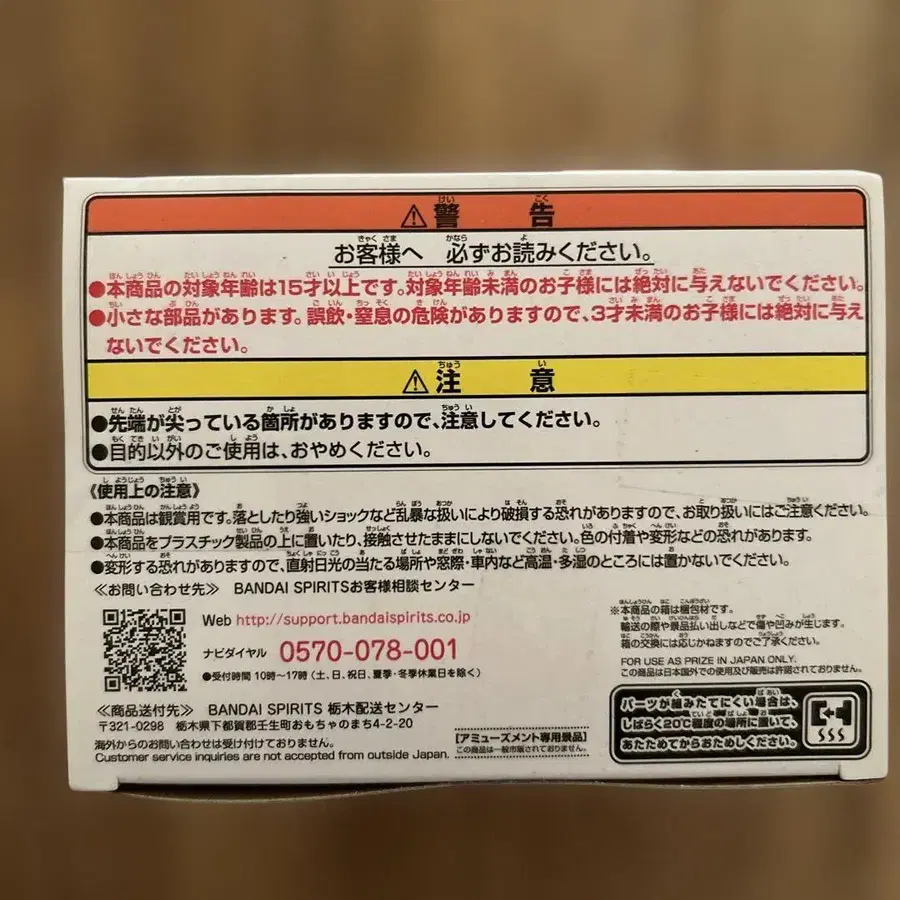 ⚠警告
お客様へ 必ずお読みください。
●本商品の対象年齢は15才以上です。対象年齢未満のお子様には絶対に与えないでください。
●小さな部品があります。誤飲・窒息の危険がありますので、3才未満のお子様には絶対に与え
ないでください。
⚠注意
●先端が尖っている箇所がありますので、注意してください。
●目的以外のご使用は、おやめください。
《使用上の注意》
●本商品は観賞用です。落としたり強いショックなど乱暴な扱いにより破損する恐れがありますので、お取り扱いにはご注意ください。
●本商品をプラスチック製品の上に置いたり、接触させたままにしないでください。色の付着や変形などの恐れがあります。
●変形する恐れがありますので、直射日光の当たる場所や窓際・車内など高温・多湿のところには置かないでください。
≪お問い合わせ先≫ BANDAI SPIRITSお客様相談センター
Web http://support.bandaispirits.co.jp
ナビダイヤル 0570-078-001
●受付時間 10時~17時(土、日、祝日、夏季・冬季休業日を除く)
≪商品送付先≫ BANDAI SPIRITS 栃木配送センター
〒321-0298 栃木県下都賀郡壬生町おもちゃのまち4-2-20
海外からのお問い合わせは受け付けておりません。
Customer service inquiries are not accepted from outside Japan.
[アミューズメント専用景品]
この商品は一般市販されておりません。
※本商品の箱は梱包材です。
輸送の際や景品払い出しなどで傷や凹みが生じます。
箱の交換には応じかねますのでご了承ください。
FOR USE AS PRIZE IN JAPAN ONLY.
この商品は日本国外での使用及び販売は許諾されておりません。
パーツが組みたてにくい場合は、
しばらく20℃程度の場所に置いて、
あたためてからおためしください。